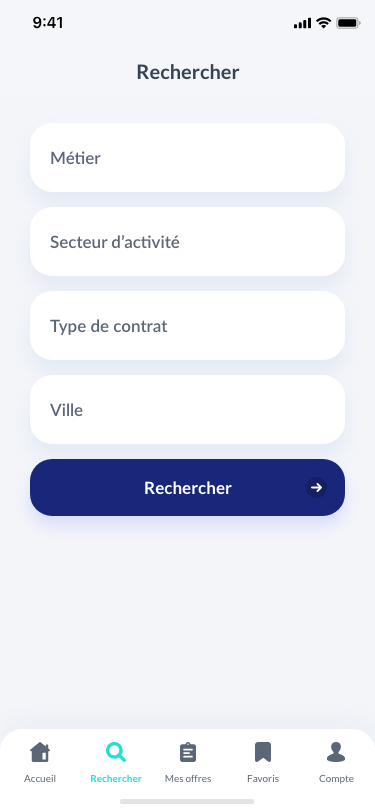 9:41
Rechercher
Métier
Secteur d'activité
Type de contrat
Ville
Rechercher
Accueil
Rechercher
Mes offres
Favoris
Compte